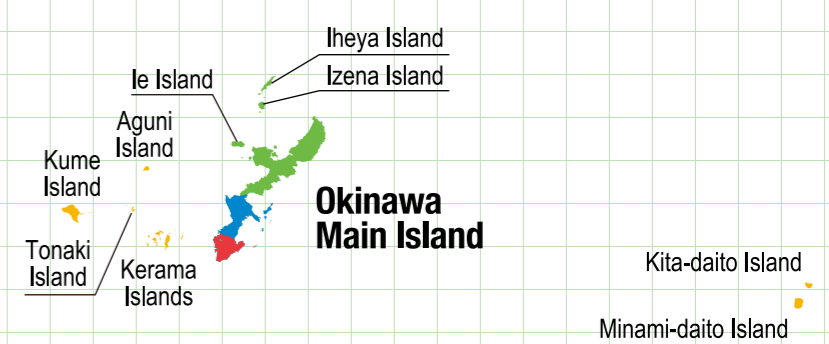 Iheya Island
Izena Island
Ie Island
Aguni
Island
Kume
Island
Okinawa
Main Island
Tonaki
Island
Kerama
Islands
Kita-daito Island
Minami-daito Island